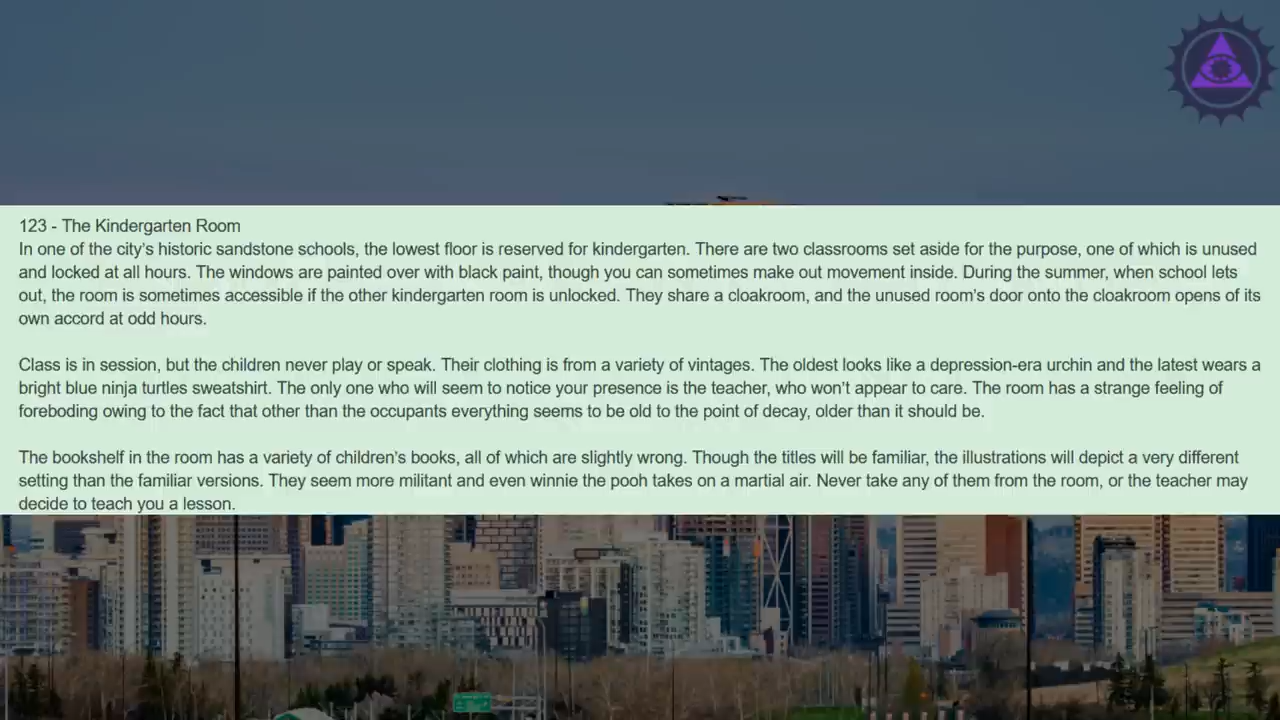 123 - The Kindergarten Room
In one of the city's historic sandstone schools, the lowest floor is reserved for kindergarten. There are two classrooms set aside for the purpose, one of which is unused
and locked at all hours. The windows are painted over with black paint, though you can sometimes make out movement inside. During the summer, when school lets
out, the room is sometimes accessible if the other kindergarten room is unlocked. They share a cloakroom, and the unused room's door onto the cloakroom opens of its
own accord at odd hours.
Class is in session, but the children never play or speak. Their clothing is from a variety of vintages. The oldest looks like a depression-era urchin and the latest wears a
bright blue ninja turtles sweatshirt. The only one who will seem to notice your presence is the teacher, who won't appear to care. The room has a strange feeling of
foreboding owing to the fact that other than the occupants everything seems to be old to the point of decay, older than it should be.
The bookshelf in the room has a variety of children's books, all of which are slightly wrong. Though the titles will be familiar, the illustrations will depict a very different
setting than the familiar versions. They seem more militant and even winnie the pooh takes on a martial air. Never take any of them from the room, or the teacher may
decide to teach you a lesson.